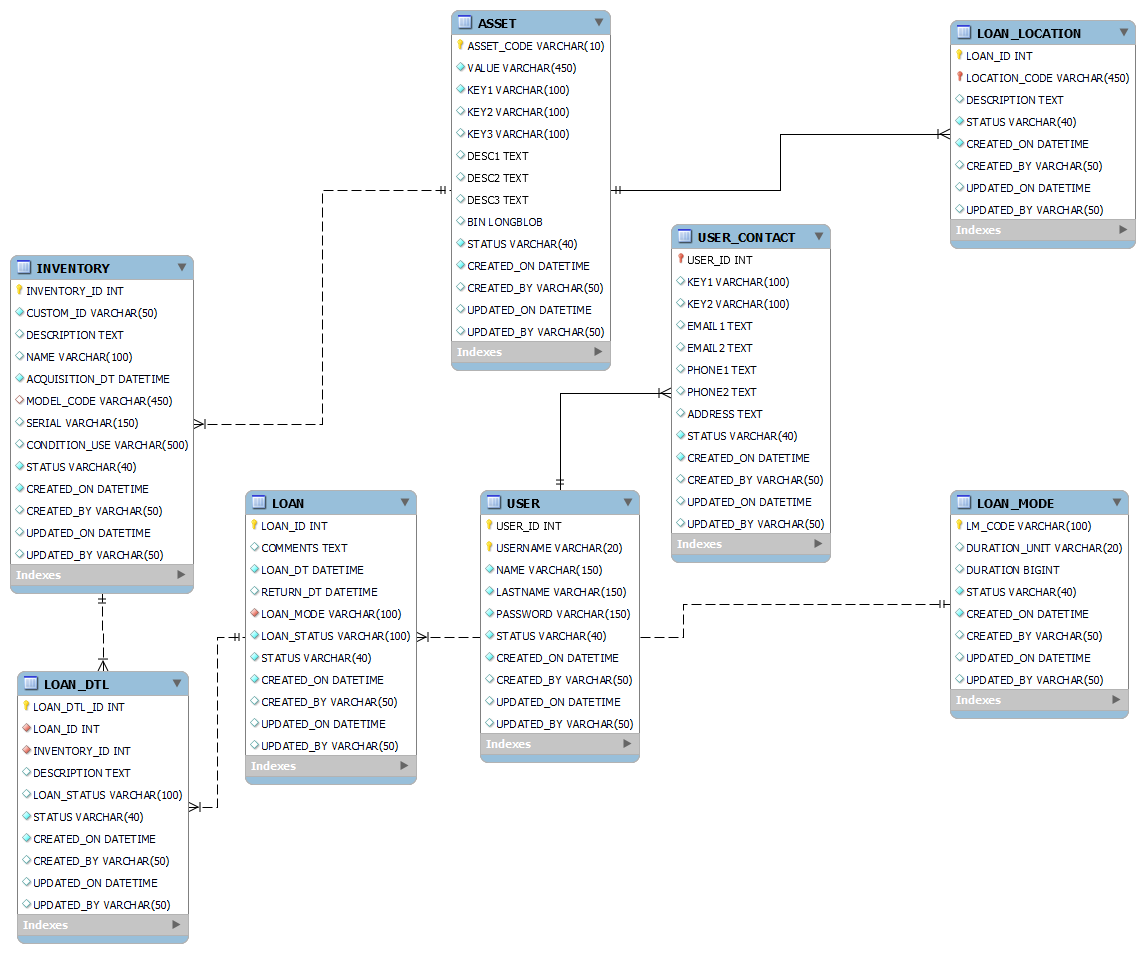 ASSET
ASSET_CODE VARCHAR(10)
VALUE VARCHAR(450)
KEY1 VARCHAR(100)
KEY2 VARCHAR(100)
KEY3 VARCHAR(100)
DESC1 TEXT
DESC2 TEXT
DESC3 TEXT
BIN LONGBLOB
STATUS VARCHAR(40)
CREATED_ON DATETIME
CREATED_BY VARCHAR(50)
UPDATED_ON DATETIME
UPDATED_BY VARCHAR(50)
Indexes
LOAN_LOCATION
LOAN_ID INT
LOCATION_CODE VARCHAR(450)
DESCRIPTION TEXT
STATUS VARCHAR(40)
CREATED_ON DATETIME
CREATED_BY VARCHAR(50)
UPDATED_ON DATETIME
UPDATED_BY VARCHAR(50)
Indexes
USER_CONTACT
USER_ID INT
KEY1 VARCHAR(100)
KEY2 VARCHAR(100)
EMAIL1 TEXT
EMAIL2 TEXT
PHONE1 TEXT
PHONE2 TEXT
ADDRESS TEXT
STATUS VARCHAR(40)
CREATED_ON DATETIME
CREATED_BY VARCHAR(50)
UPDATED_ON DATETIME
UPDATED_BY VARCHAR(50)
Indexes
INVENTORY
INVENTORY_ID INT
CUSTOM_ID VARCHAR(50)
DESCRIPTION TEXT
NAME VARCHAR(100)
ACQUISITION_DT DATETIME
MODEL_CODE VARCHAR(450)
SERIAL VARCHAR(150)
CONDITION_USE VARCHAR(500)
STATUS VARCHAR(40)
CREATED_ON DATETIME
CREATED_BY VARCHAR(50)
UPDATED_ON DATETIME
UPDATED_BY VARCHAR(50)
Indexes
LOAN
LOAN_ID INT
COMMENTS TEXT
LOAN_DT DATETIME
RETURN_DT DATETIME
LOAN_MODE VARCHAR(100)
LOAN_STATUS VARCHAR(100)
STATUS VARCHAR(40)
CREATED_ON DATETIME
CREATED_BY VARCHAR(50)
UPDATED_ON DATETIME
UPDATED_BY VARCHAR(50)
Indexes
USER
USER_ID INT
USERNAME VARCHAR(20)
NAME VARCHAR(150)
LASTNAME VARCHAR(150)
PASSWORD VARCHAR(150)
STATUS VARCHAR(40)
CREATED_ON DATETIME
CREATED_BY VARCHAR(50)
UPDATED_ON DATETIME
UPDATED_BY VARCHAR(50)
Indexes
LOAN_MODE
LM_CODE VARCHAR(100)
DURATION_UNIT VARCHAR(20)
DURATION BIGINT
STATUS VARCHAR(40)
CREATED_ON DATETIME
CREATED_BY VARCHAR(50)
UPDATED_ON DATETIME
UPDATED_BY VARCHAR(50)
Indexes
LOAN_DTL
LOAN_DTL_ID INT
LOAN_ID INT
INVENTORY_ID INT
DESCRIPTION TEXT
LOAN_STATUS VARCHAR(100)
STATUS VARCHAR(40)
CREATED_ON DATETIME
CREATED_BY VARCHAR(50)
UPDATED_ON DATETIME
UPDATED_BY VARCHAR(50)
Indexes